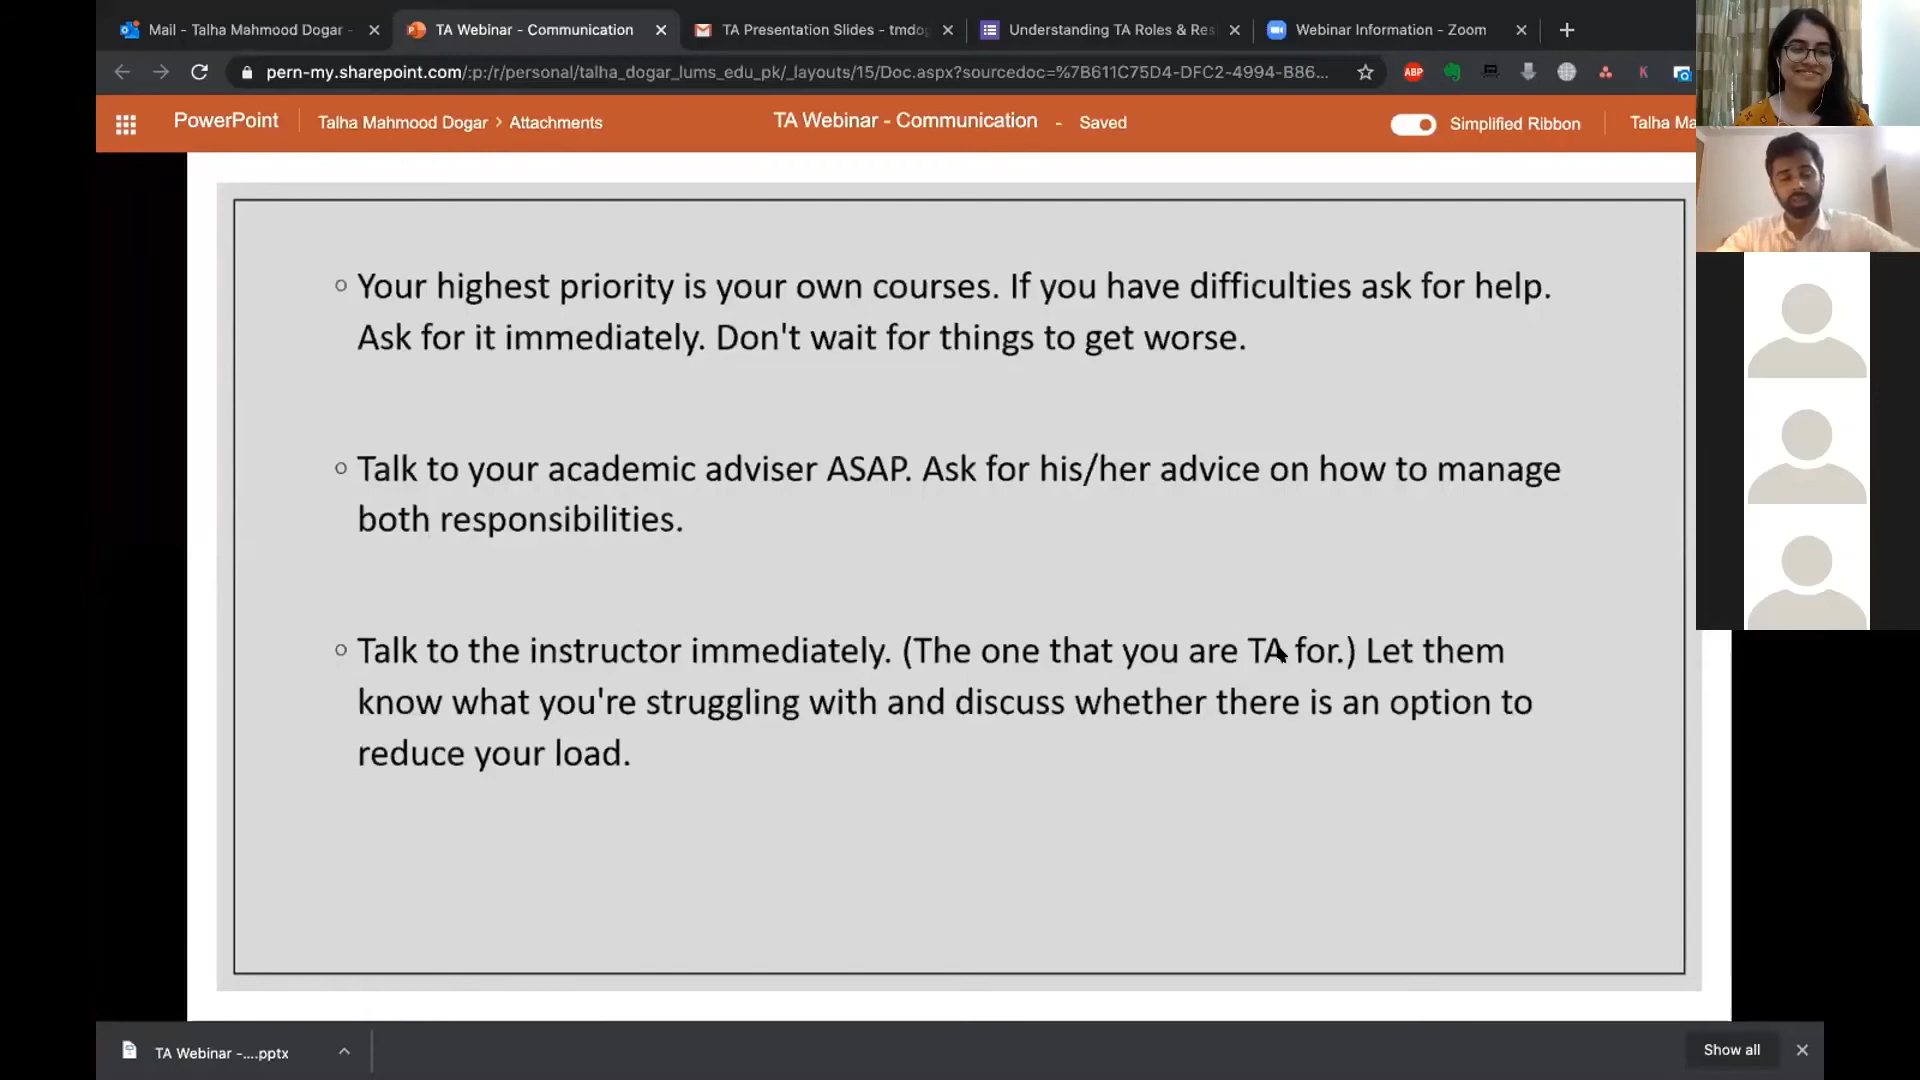 Mail - Talha Mahmood Dogar -
TA Webinar - Communication
TA Presentation Slides - tmdo
Understanding TA Roles & Res
Webinar Information - Zoom
pern-my.sharepoint.com/:p:/r/personal/talha_dogar_lums_edu_pk/_layouts/15/Doc.aspx?sourcedoc=%7B611C75D4-DFC2-4994-B86...
ABP
K
PowerPoint
Talha Mahmood Dogar > Attachments
TA Webinar - Communication - Saved
Simplified Ribbon
Talha Ma
Your highest priority is your own courses. If you have difficulties ask for help.
Ask for it immediately. Don't wait for things to get worse.
Talk to your academic adviser ASAP. Ask for his/her advice on how to manage
both responsibilities.
Talk to the instructor immediately. (The one that you are TA for.) Let them
know what you're struggling with and discuss whether there is an option to
reduce your load.
TA Webinar -....pptx
Show all